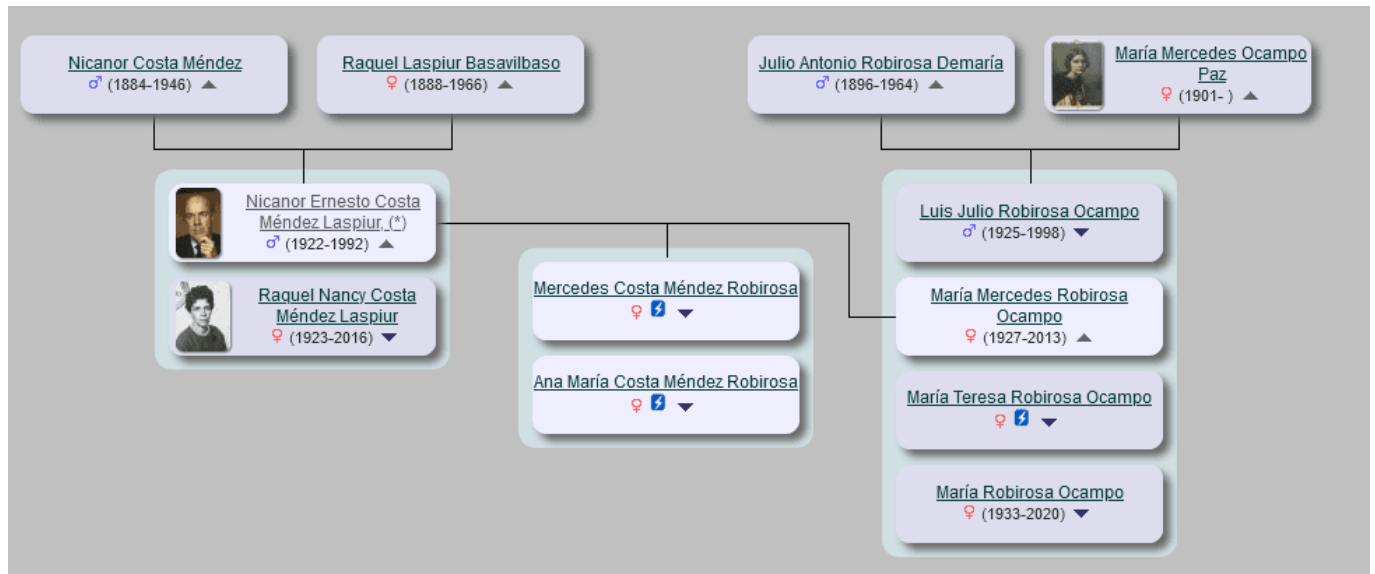 Nicanor Costa Méndez
♂ (1884-1946)
Raquel Laspiur Basavilbaso
♀ (1888-1966)
Julio Antonio Robirosa Demaría
♂ (1896-1964)
María Mercedes Ocampo
Paz
♀ (1901- )
Nicanor Ernesto Costa
Méndez Laspiur, (*)
♂ (1922-1992)
Raquel Nancy Costa
Méndez Laspiur
♀ (1923-2016)
Mercedes Costa Méndez Robirosa
♀
Ana María Costa Méndez Robirosa
♀
Luis Julio Robirosa Ocampo
♂ (1925-1998)
María Mercedes Robirosa
Ocampo
♀ (1927-2013)
María Teresa Robirosa Ocampo
♀
María Robirosa Ocampo
♀ (1933-2020)